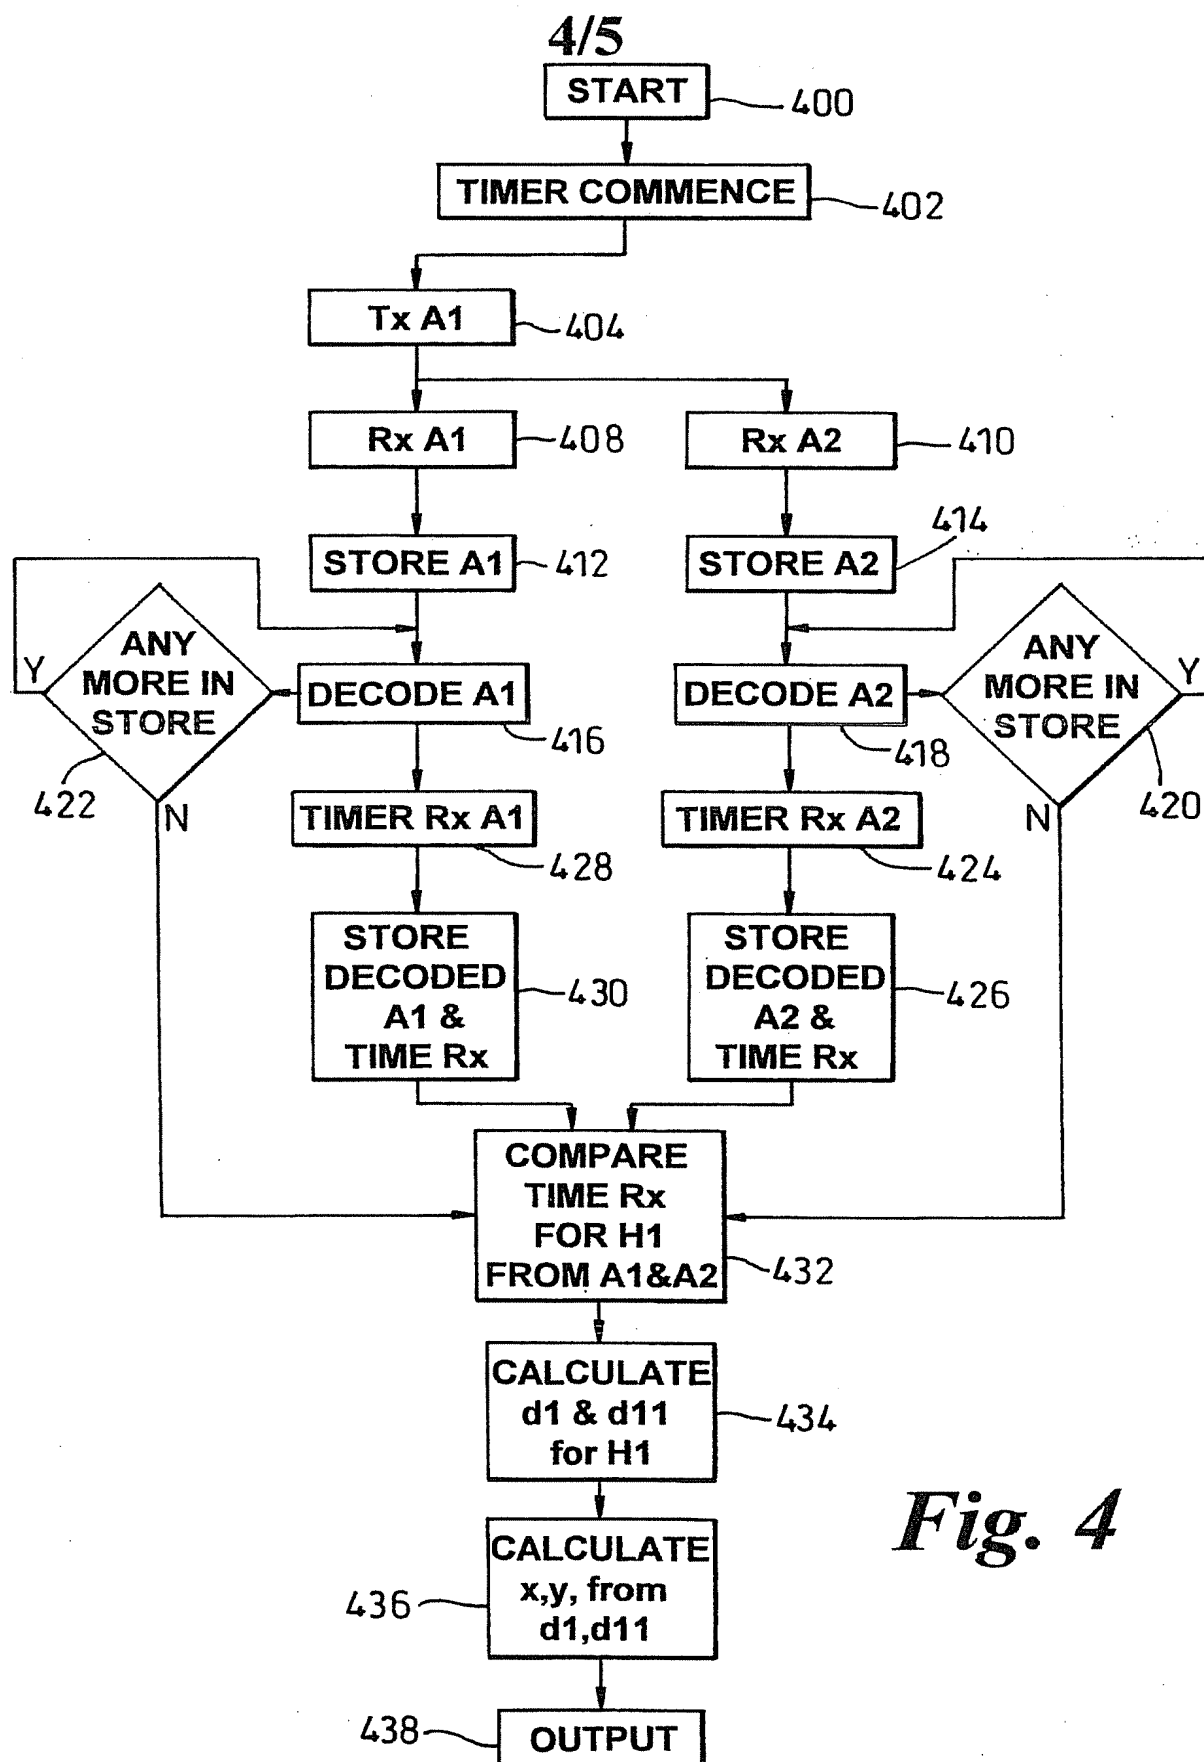 4/5
START
400
TIMER COMMENCE
402
Tx A1
404
Rx A1
408
Rx A2
410
STORE A1
412
STORE A2
414
ANY
MORE IN
STORE
Y
N
422
DECODE A1
416
DECODE A2
418
ANY
MORE IN
STORE
Y
N
420
TIMER Rx A1
428
TIMER Rx A2
424
STORE
DECODED
A1 &
TIME Rx
430
STORE
DECODED
A2 &
TIME Rx
426
COMPARE
TIME Rx
FOR H1
FROM A1&A2
432
CALCULATE
d1 & d11
for H1
434
CALCULATE
x,y, from
d1,d11
436
OUTPUT
438
Fig. 4